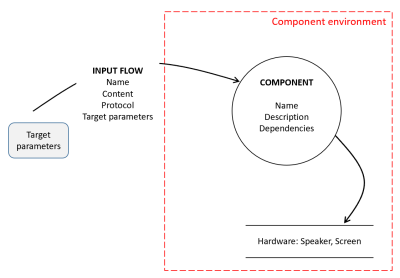 Component environment
INPUT FLOW
Name
Content
Protocol
Target parameters
COMPONENT
Name
Description
Dependencies
Target
parameters
Hardware: Speaker, Screen